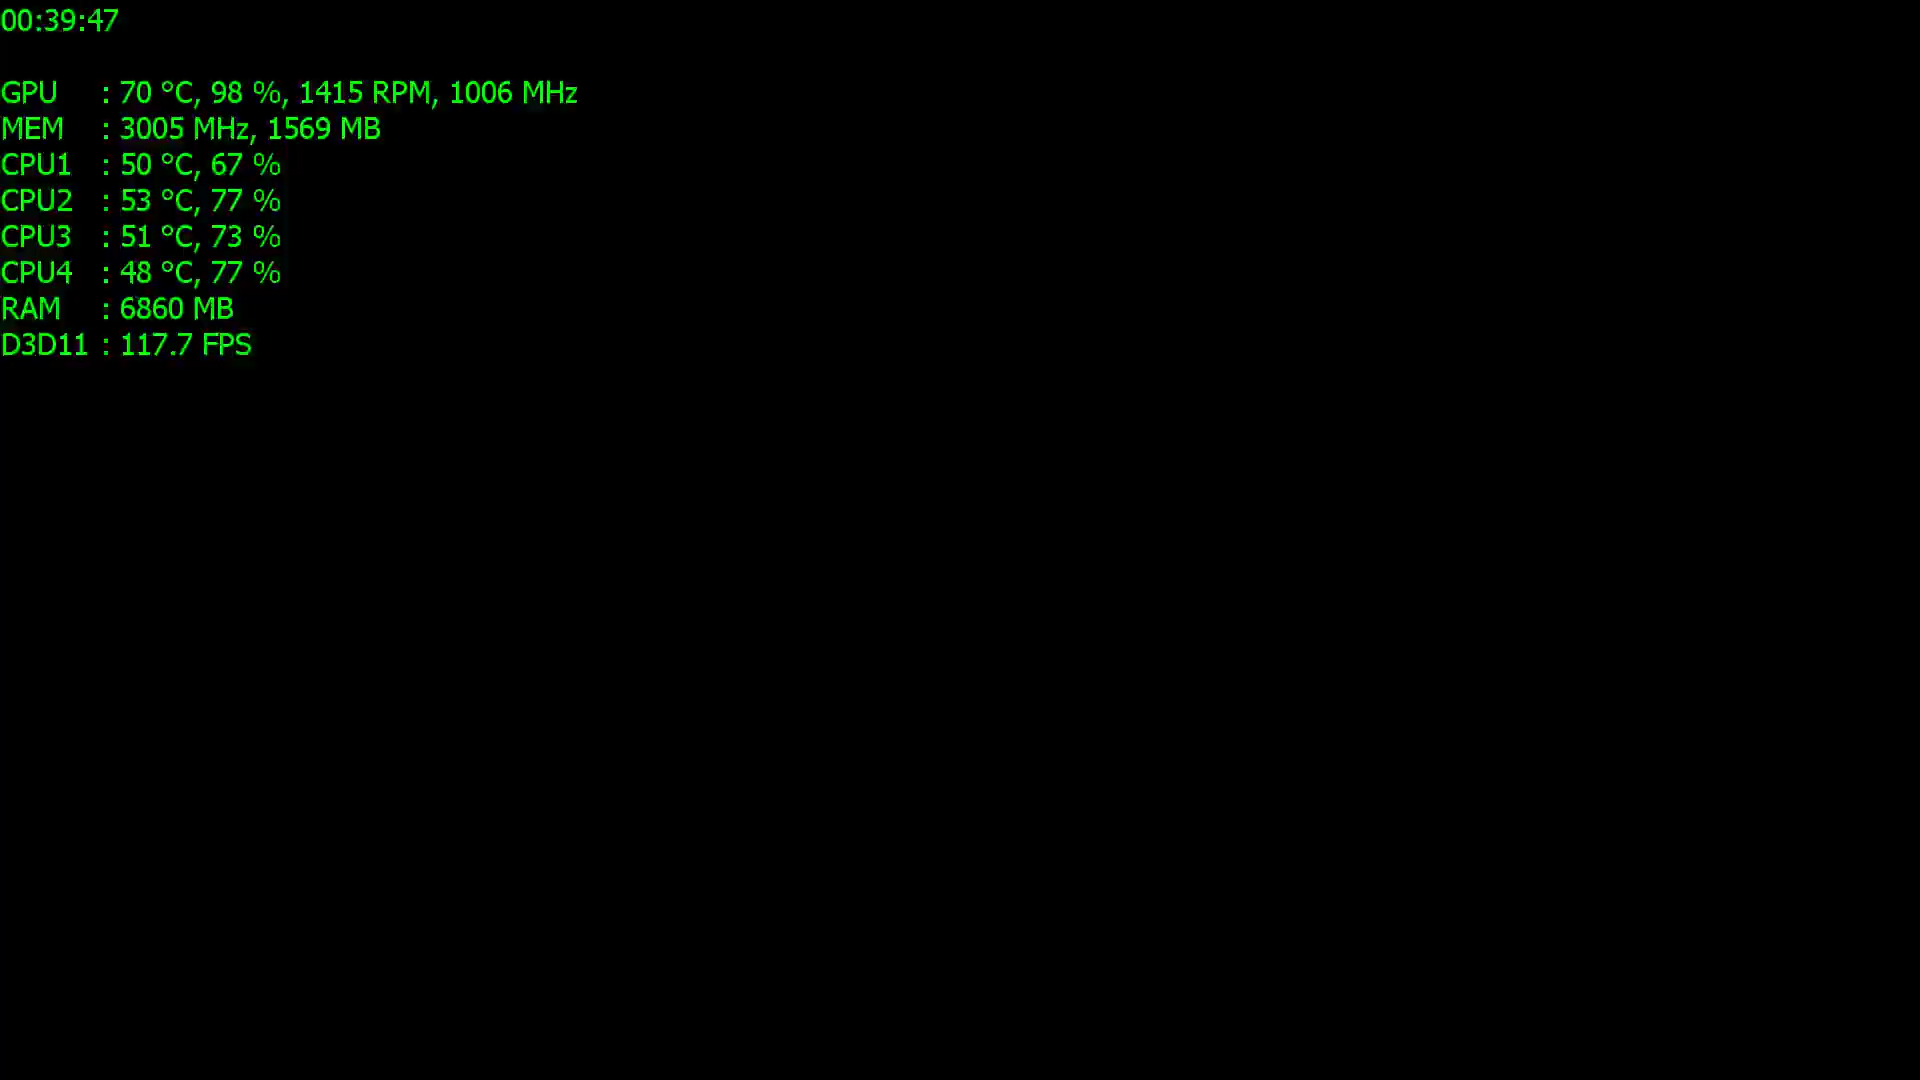 00:39:47
GPU : 70 °C, 98 %, 1415 RPM, 1006 MHz
MEM : 3005 MHz, 1569 MB
CPU1 : 50 °C, 67 %
CPU2 : 53 °C, 77 %
CPU3 : 51 °C, 73 %
CPU4 : 48 °C, 77 %
RAM : 6860 MB
D3D11 : 117.7 FPS